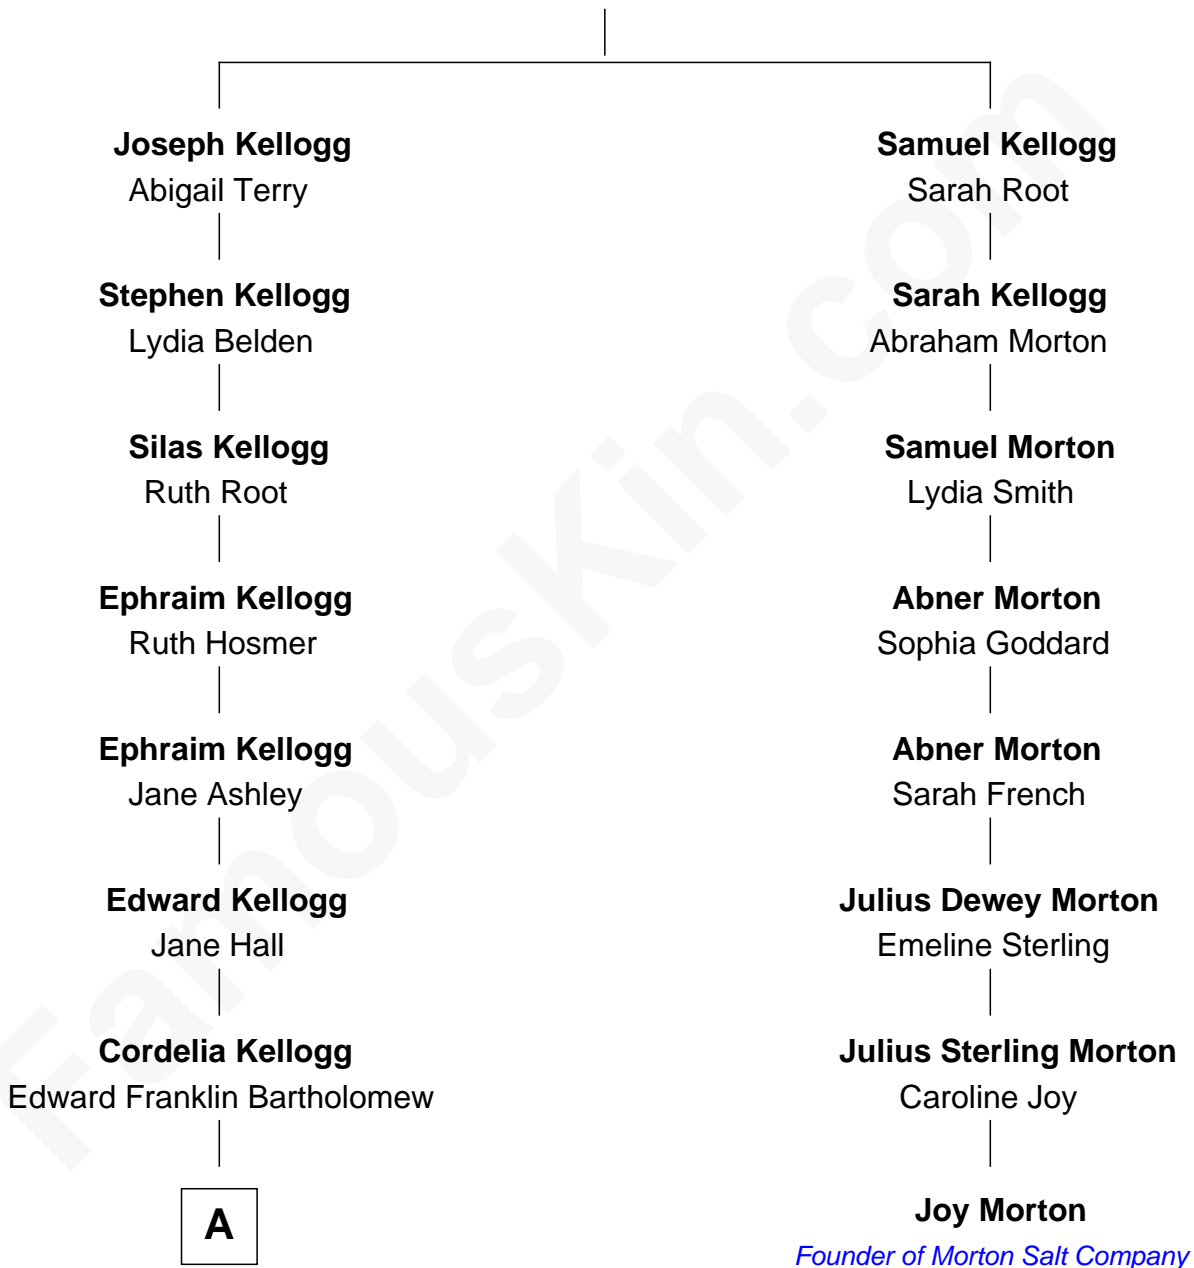 Joseph Kellogg
Abigail Terry
Stephen Kellogg
Lydia Belden
Silas Kellogg
Ruth Root
Ephraim Kellogg
Ruth Hosmer
Ephraim Kellogg
Jane Ashley
Edward Kellogg
Jane Hall
Cordelia Kellogg
Edward Franklin Bartholomew
A
Samuel Kellogg
Sarah Root
Sarah Kellogg
Abraham Morton
Samuel Morton
Lydia Smith
Abner Morton
Sophia Goddard
Abner Morton
Sarah French
Julius Dewey Morton
Emeline Sterling
Julius Sterling Morton
Caroline Joy
Joy Morton
Founder of Morton Salt Company
FamousKin.com